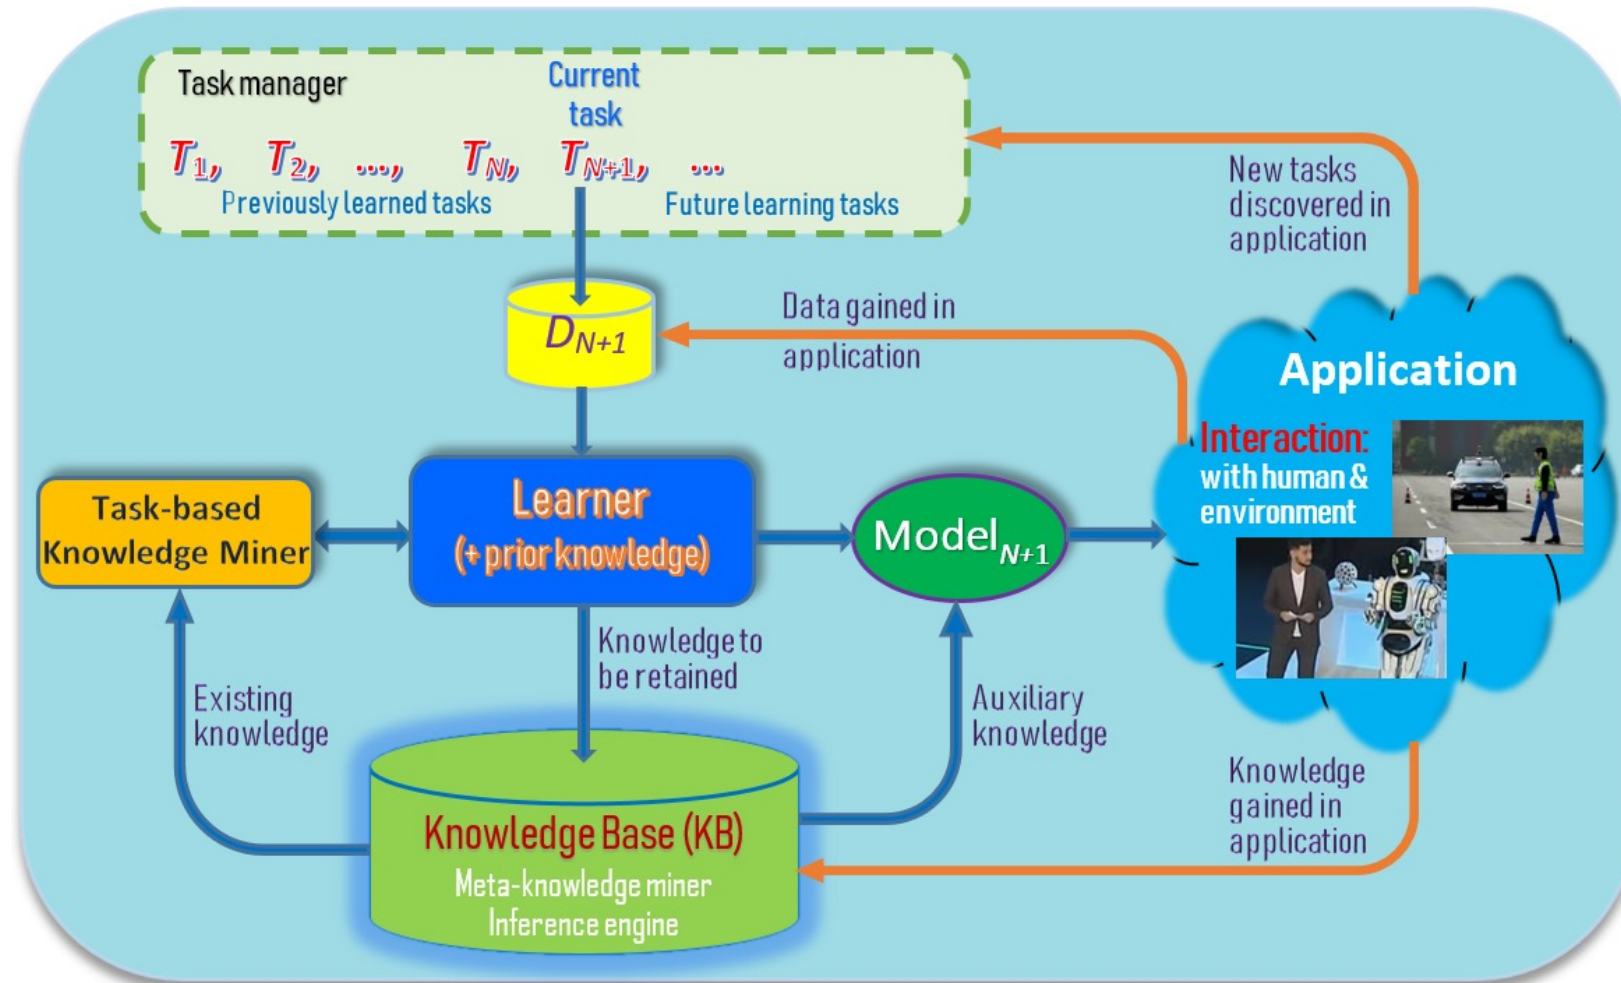 Task manager
Current
task
T1, T2, ..., TN, TN+1, ...
Previously learned tasks
Future learning tasks
New tasks
discovered in
application
DN+1
Data gained in
application
Application
Interaction:
with human &
environment
Task-based
Knowledge Miner
Learner
(+ prior knowledge)
ModelN+1
Existing
knowledge
Knowledge to
be retained
Auxiliary
knowledge
Knowledge
gained in
application
Knowledge Base (KB)
Meta-knowledge miner
Inference engine